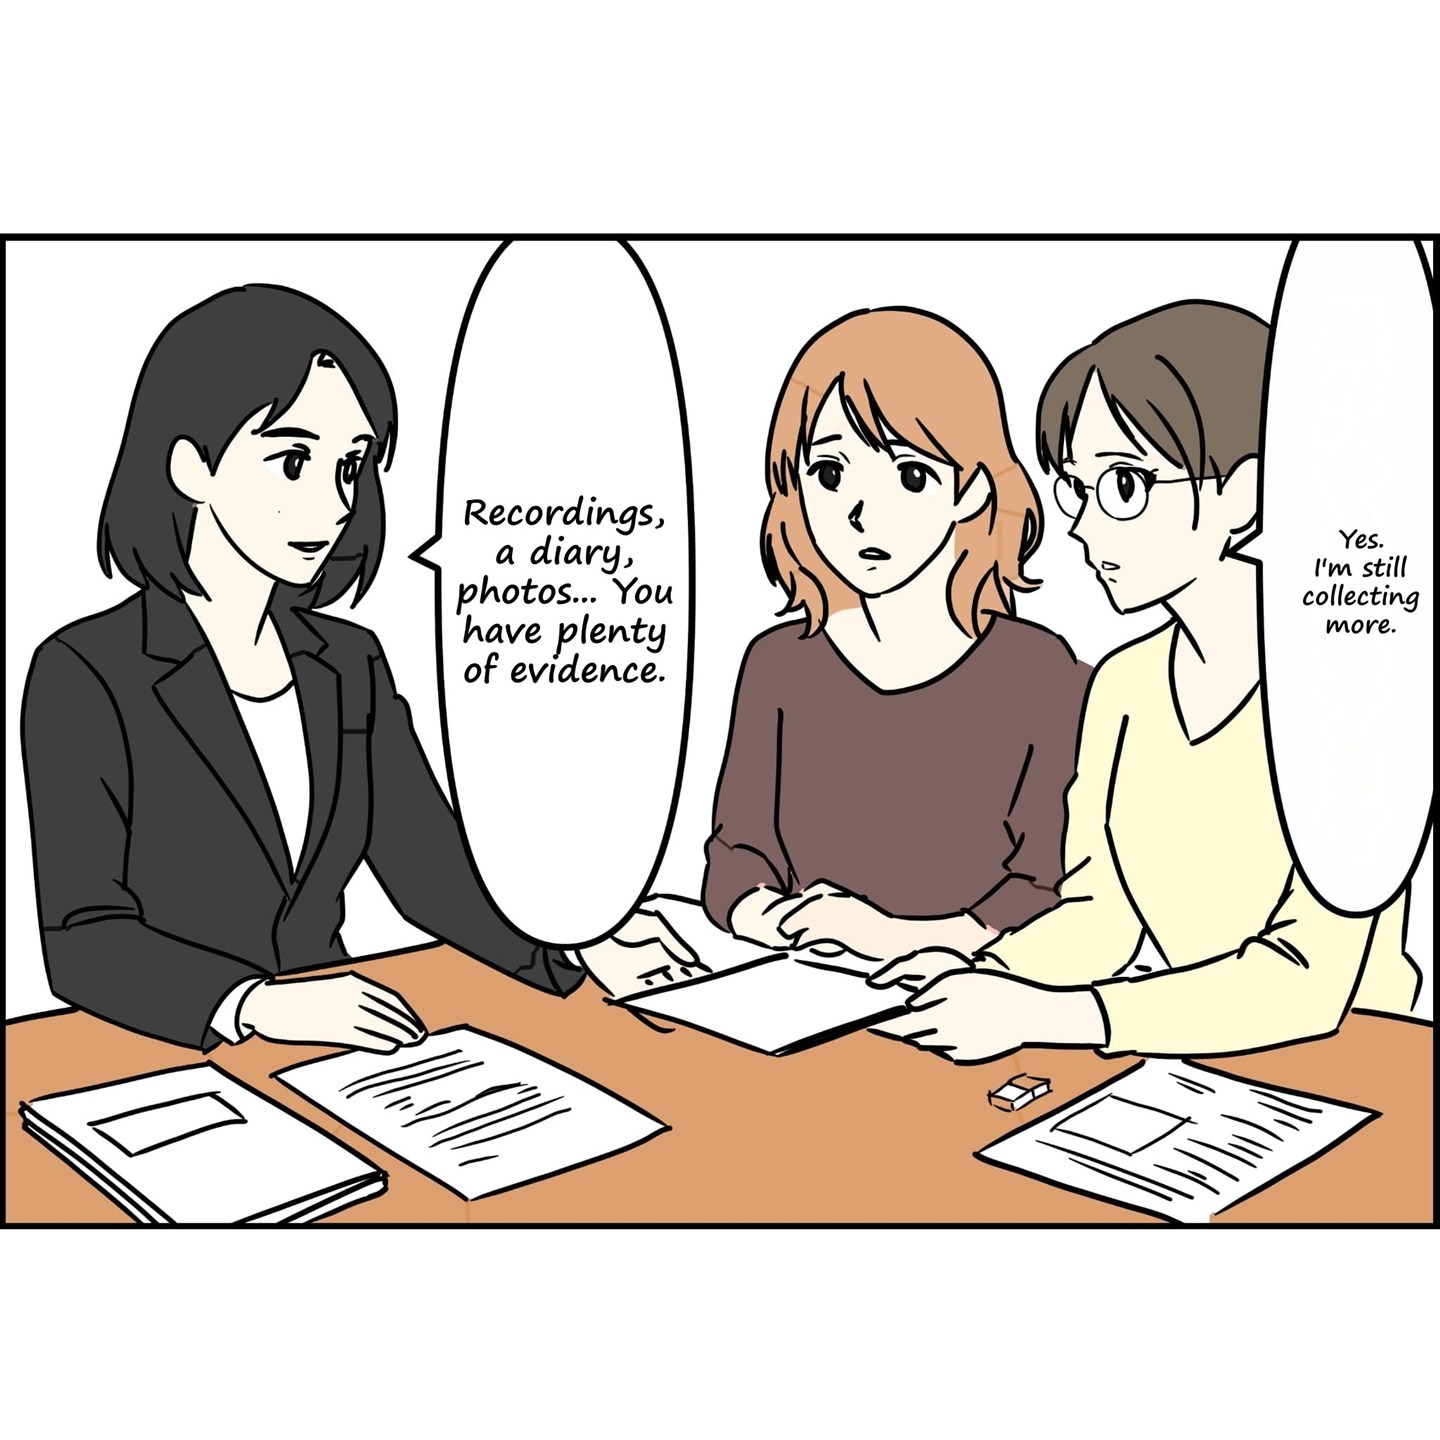 Recordings,
a diary,
photos... You
have plenty
of evidence.
Yes.
I'm still
collecting
more.